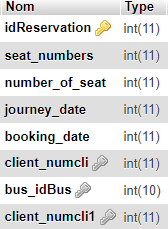 Nom Type
idReservation int(11)
seat_numbers int(11)
number_of_seat int(11)
journey_date int(11)
booking_date int(11)
client_numcli int(11)
bus_idBus int(10)
client_numcli1 int(11)